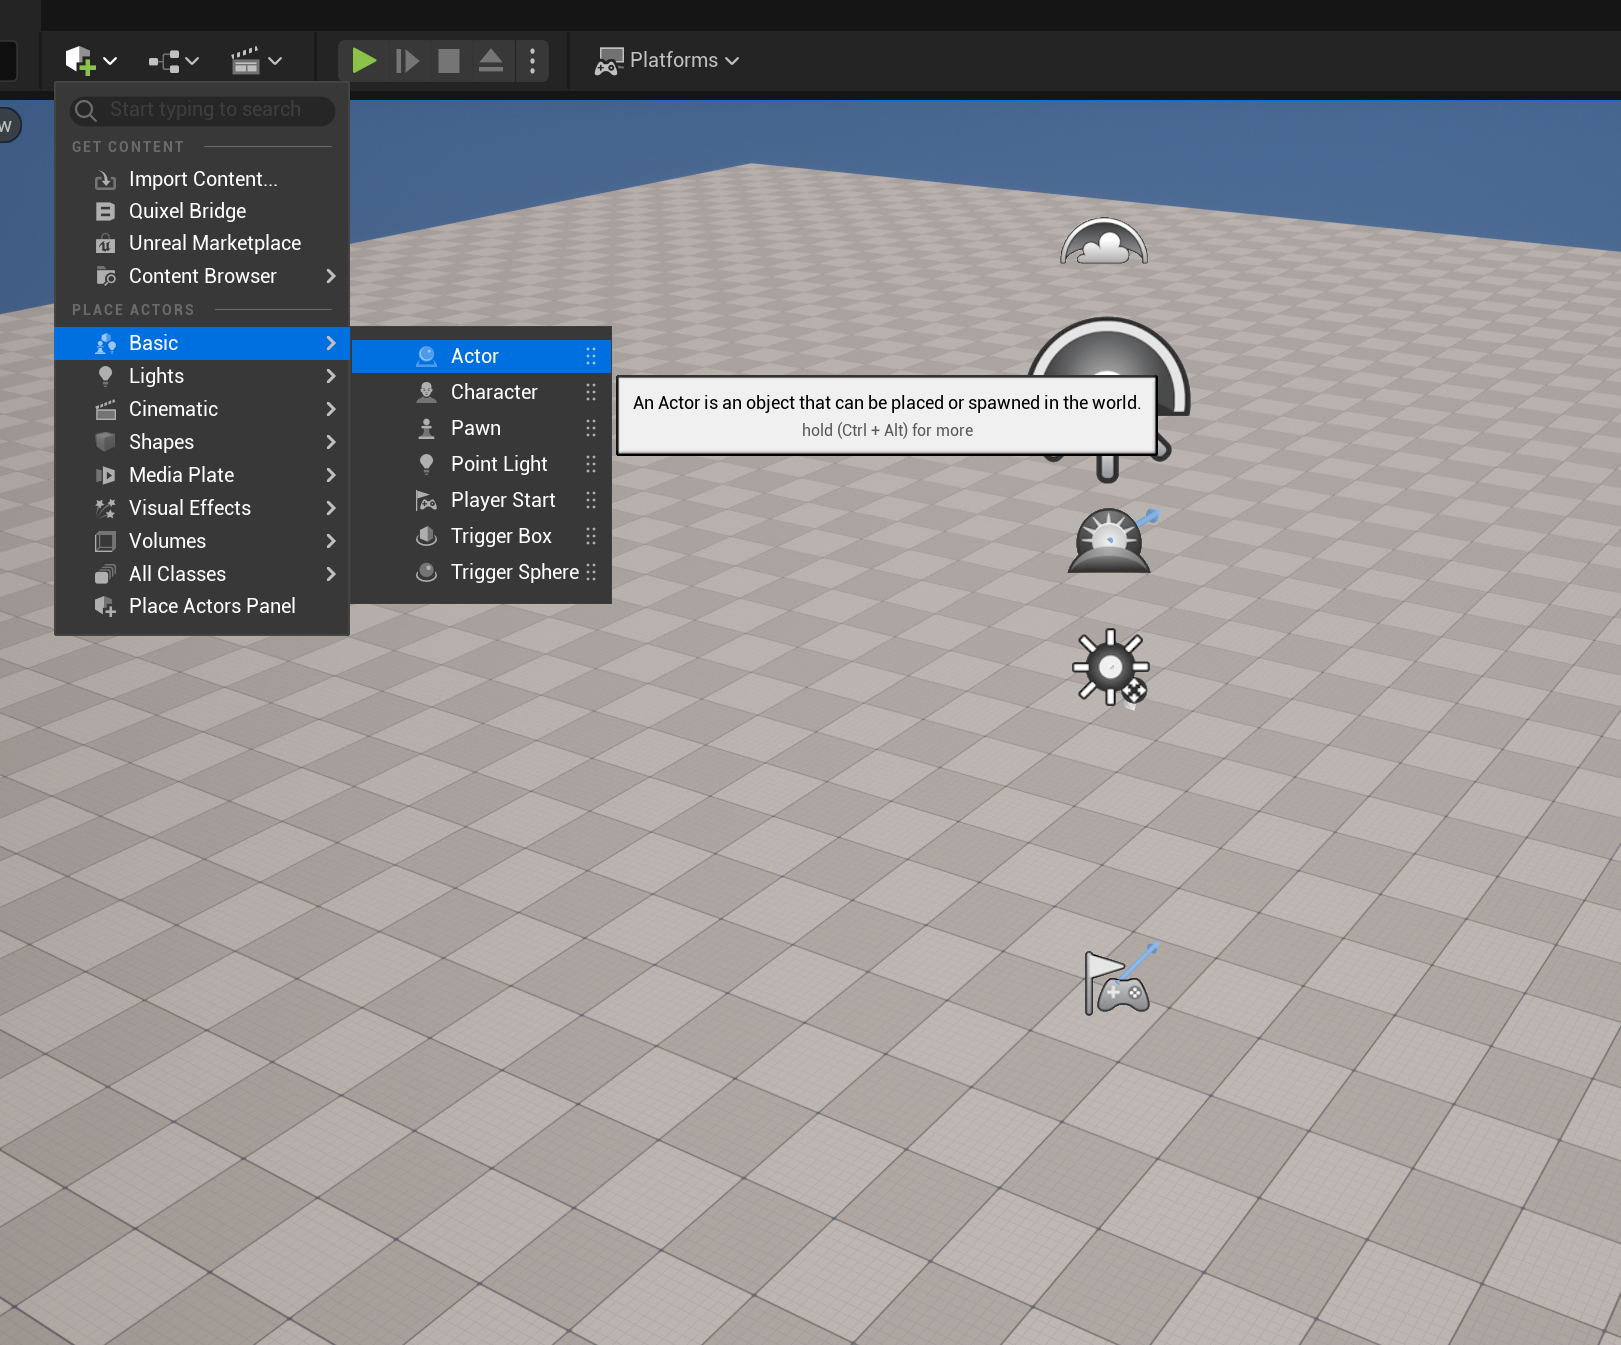 Platforms
Start typing to search
W
GET CONTENT
Import Content...
Quixel Bridge
Unreal Marketplace
Content Browser
PLACE ACTORS
Basic
Lights
Cinematic
Shapes
Media Plate
Visual Effects
Volumes
All Classes
Place Actors Panel
Actor
Character
Pawn
Point Light
Player Start
Trigger Box
Trigger Sphere
An Actor is an object that can be placed or spawned in the world.
hold (Ctrl + Alt) for more